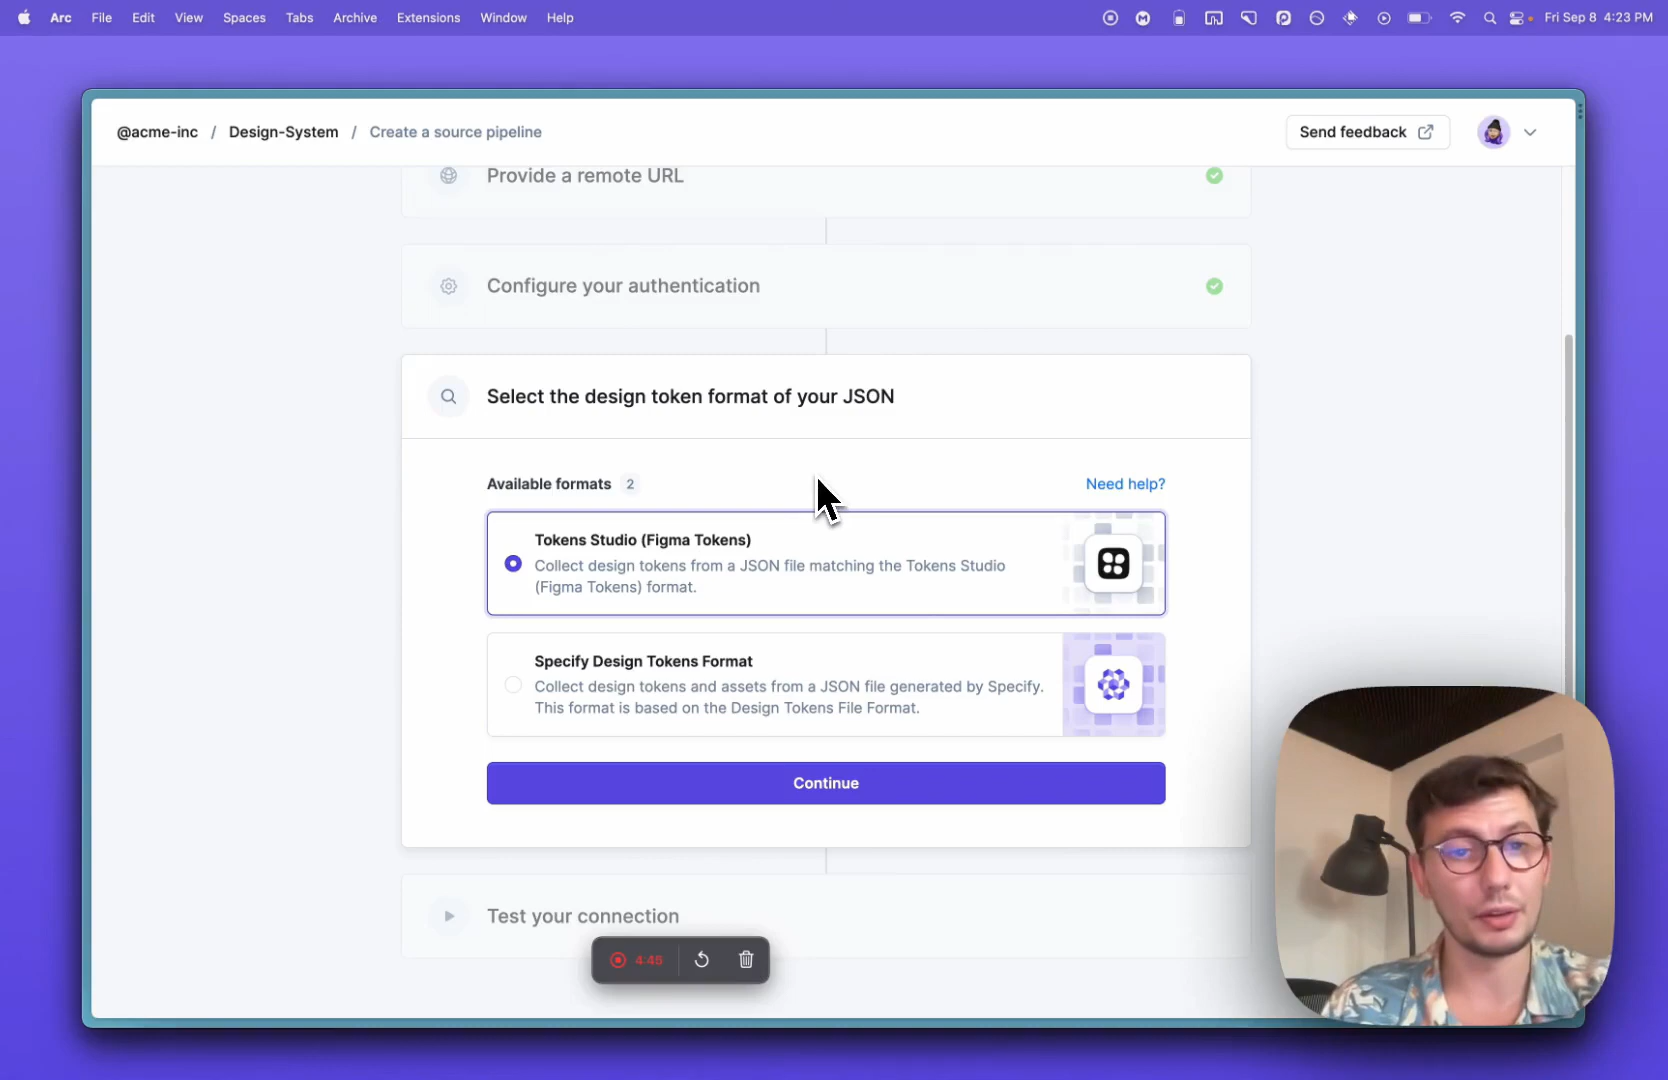 Arc File Edit View Spaces Tabs Archive Extensions Window Help Fri Sep 8 4:23 PM
@acme-inc / Design-System / Create a source pipeline Send feedback
Provide a remote URL
Configure your authentication
Select the design token format of your JSON
Available formats 2 Need help?
Tokens Studio (Figma Tokens)
Collect design tokens from a JSON file matching the Tokens Studio
(Figma Tokens) format.
Specify Design Tokens Format
Collect design tokens and assets from a JSON file generated by Specify.
This format is based on the Design Tokens File Format.
Continue
Test your connection
4:45